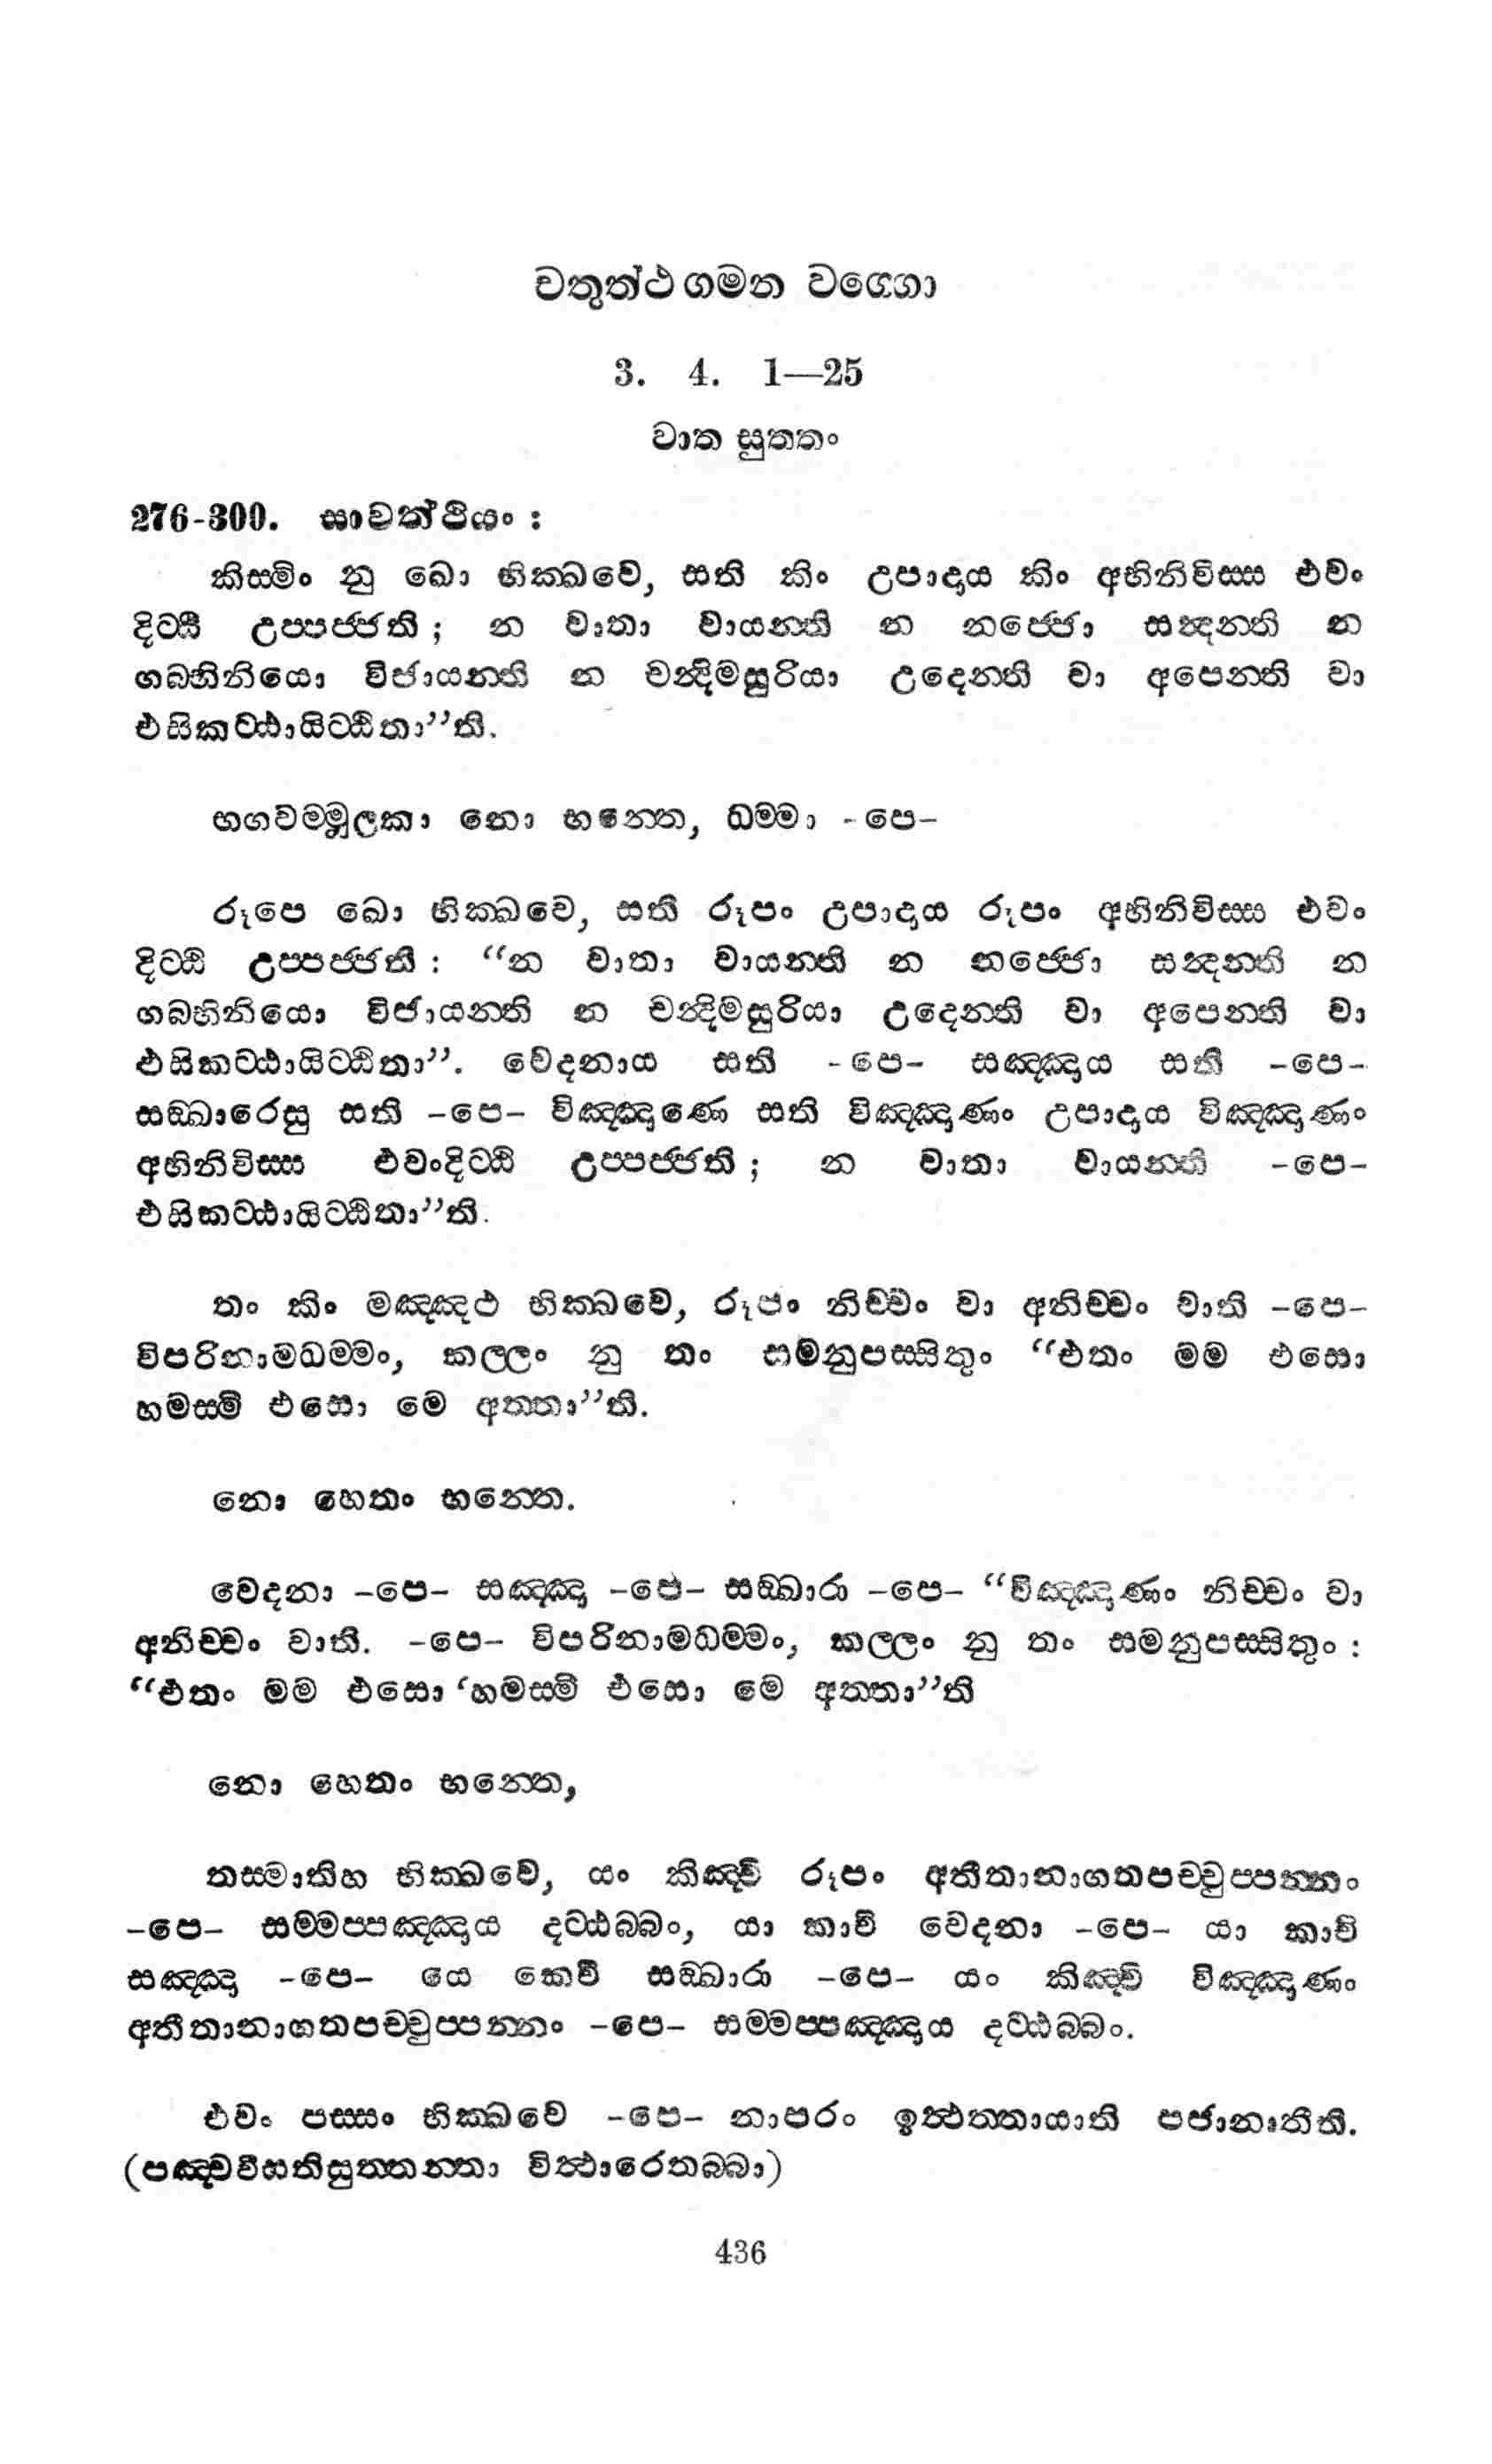 චතුත්ථ ගමන වග‍්ගො
3. 4. 1—25
වාත සුත‍්තං
276-300. සාවත්ථියං :
කිස‍්මිං නු ඛො භික‍්ඛවෙ, සති කිං උපාදාය කිං අභිනිවිස‍්ස එවං
දිට‍්ඨි උප‍්පජ‍්ජති ; න වාතා වායන‍්ති න නජ‍්ජො සන්‍දන‍්ති න
ගබ‍්භිනියො විජායන‍්ති න චන්‍දිමසුරියා උදෙන‍්ති වා අපෙන‍්ති වා
එසිකට‍්ඨායිට‍්ඨිතා”ති.
භගවම‍්මූලකා නො භන‍්තෙ, ධම‍්මා -පෙ-
රූපෙ ඛො භික‍්ඛවෙ, සති රූපං උපාදාය රූපං අභිනිවිස‍්ස එවං
දිට‍්ඨි උප‍්පජ‍්ජති : “න වාතා වායන‍්ති න නජ‍්ජො සන්‍දන‍්ති න
ගබ‍්භිනියො විජායන‍්ති න චන්‍දිමසුරියා උදෙන‍්ති වා අපෙන‍්ති වා
එසිකට‍්ඨායිට‍්ඨිතා”. වෙදනාය සති -පෙ- සඤ‍්ඤාය සති -පෙ-
සඞ‍්ඛාරෙසු සති -පෙ- විඤ‍්ඤාණෙ සති විඤ‍්ඤාණං උපාදාය විඤ‍්ඤාණං
අභිනිවිස‍්ස එවංදිට‍්ඨි උප‍්පජ‍්ජති ; න වාතා වායන‍්ති -පෙ-
එසිකට‍්ඨායිට‍්ඨිතා”ති.
තං කිං මඤ‍්ඤථ භික‍්ඛවෙ, රූපං නිච‍්චං වා අනිච‍්චං වාති -පෙ-
විපරිනාමධම‍්මං, කල‍්ලං නු තං සමනුපස‍්සිතුං “එතං මම එසො
හමස‍්මි එසො මෙ අත‍්තා”ති.
නො හෙතං භන‍්තෙ.
වෙදනා -පෙ- සඤ‍්ඤා -පෙ- සඞ‍්ඛාරා -පෙ- “විඤ‍්ඤාණං නිච‍්චං වා
අනිච‍්චං වාති. -පෙ- විපරිනාමධම‍්මං, කල‍්ලං නු තං සමනුපස‍්සිතුං :
“එතං මම එසො ‘හමස‍්මි එසො මෙ අත‍්තා”ති
නො හෙතං භන‍්තෙ,
තස‍්මාතිහ භික‍්ඛවෙ, යං කිඤ‍්චි රූපං අතීතානාගතපච‍්චුප‍්පන‍්නං
-පෙ- සම‍්මප‍්පඤ‍්ඤාය දට‍්ඨබ‍්බං, යා කාචි වෙදනා -පෙ- යා කාචි
සඤ‍්ඤා -පෙ- යෙ කෙචි සඞ‍්ඛාරා -පෙ- යං කිඤ‍්චි විඤ‍්ඤාණං
අතීතානාගතපච‍්චුප‍්පන‍්නං -පෙ- සම‍්මප‍්පඤ‍්ඤාය දට‍්ඨබ‍්බං.
එවං පස‍්සං භික‍්ඛවෙ -පෙ- නාපරං ඉත්‍ථත‍්තායාති පජානාතීති.
(පඤ‍්චවීසතිසුත‍්තන‍්තා විත්‍ථාරෙතබ‍්බා)
436